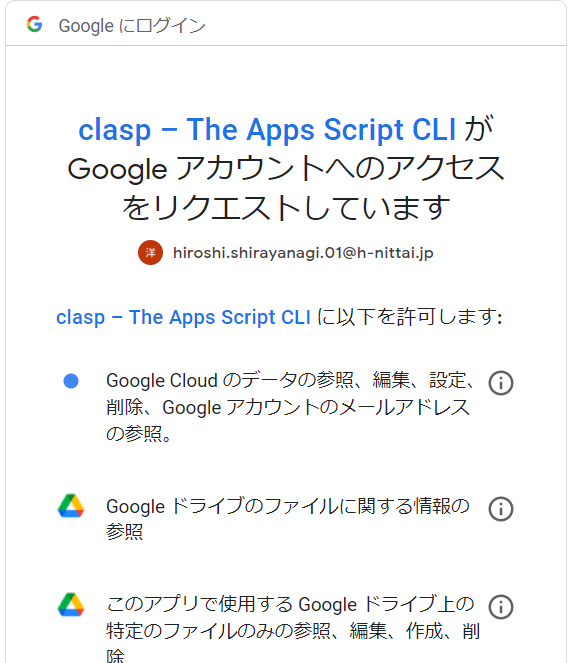 Google にログイン
clasp – The Apps Script CLI が
Google アカウントへのアクセス
をリクエストしています
洋 hiroshi.shirayanagi.01@h-nittai.jp
clasp – The Apps Script CLI に以下を許可します:
Google Cloud のデータの参照、編集、設定、
削除、Google アカウントのメールアドレス
の参照。
Google ドライブのファイルに関する情報の
参照
このアプリで使用する Google ドライブ上の
特定のファイルのみの参照、編集、作成、削
除